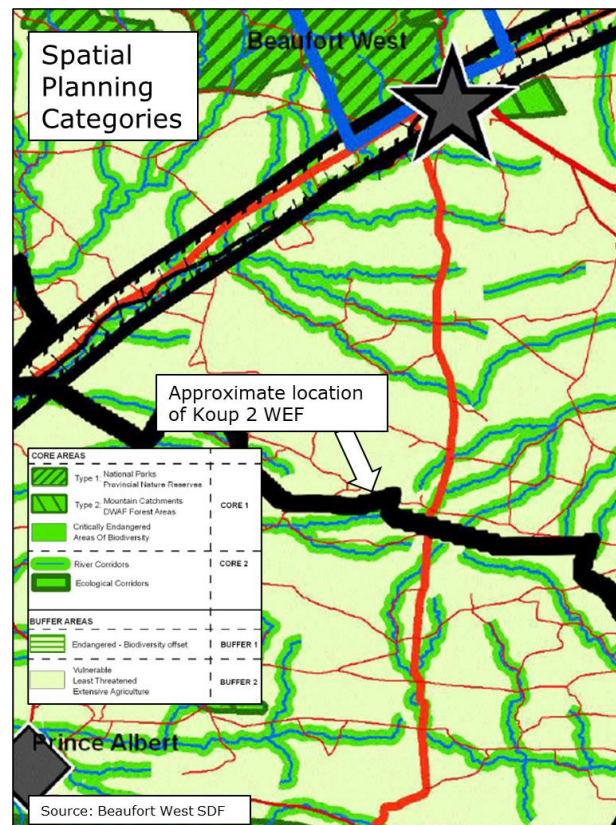 Beaufort West
Spatial
Planning
Categories
Approximate location
of Koup 2 WEF
CORE AREAS
Type 1: National Parks
Provincial Nature Reserves
Type 2: Mountain Catchments
DWAF Forest Areas
CORE 1
Critically Endangered
Areas Of Biodiversity
River Corridors
CORE 2
Ecological Corridors
BUFFER AREAS
Endangered - Biodiversity offset
BUFFER 1
Vulnerable
Least Threatened
Extensive Agriculture
BUFFER 2
Prince Albert
Source: Beaufort West SDF